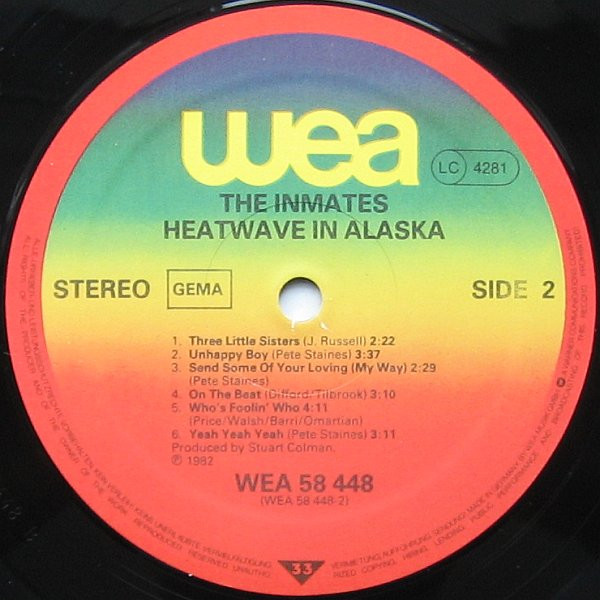 wea
LC 4281
THE INMATES
HEATWAVE IN ALASKA
STEREO GEMA SIDE 2
1. Three Little Sisters (J. Russell) 2:22
2. Unhappy Boy (Pete Staines) 3:37
3. Send Some Of Your Loving (My Way) 2:29
(Pete Staines)
4. On The Beat (Difford/Tilbrook) 3:10
5. Who's Foolin' Who 4:11
(Price/Walsh/Barri/Omartian)
6. Yeah Yeah Yeah (Pete Staines) 3:11
Produced by Stuart Colman.
℗ 1982
WEA 58 448
(WEA 58 448-2)
33